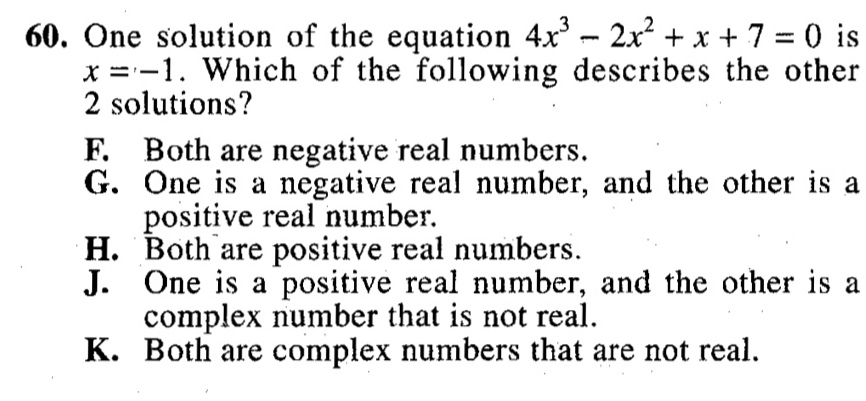 60. One solution of the equation 4x³ − 2x² + x + 7 = 0 is
x = −1. Which of the following describes the other
2 solutions?
F. Both are negative real numbers.
G. One is a negative real number, and the other is a
positive real number.
H. Both are positive real numbers.
J. One is a positive real number, and the other is a
complex number that is not real.
K. Both are complex numbers that are not real.